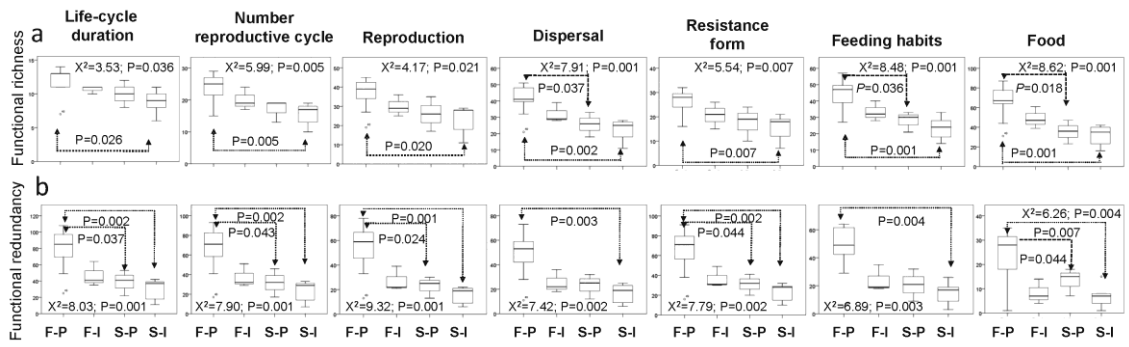 Life-cycle duration
Number reproductive cycle
Reproduction
Dispersal
Resistance form
Feeding habits
Food
a
Functional richness
15
10
5
0
X²=3.53; P=0.036
P=0.026
X²=5.99; P=0.005
P=0.005
X²=4.17; P=0.021
P=0.020
X²=7.91; P=0.001
P=0.037
P=0.002
X²=5.54; P=0.007
P=0.007
X²=8.48; P=0.001
P=0.036
P=0.001
X²=8.62; P=0.001
P=0.018
P=0.001
b
Functional redundancy
P=0.002
P=0.037
X²=8.03; P=0.001
P=0.002
P=0.043
X²=7.90; P=0.001
P=0.001
P=0.024
X²=9.32; P=0.001
P=0.003
X²=7.42; P=0.002
P=0.002
P=0.044
X²=7.79; P=0.002
P=0.004
X²=6.89; P=0.003
X²=6.26; P=0.004
P=0.007
P=0.044
F-P F-I S-P S-I
F-P F-I S-P S-I
F-P F-I S-P S-I
F-P F-I S-P S-I
F-P F-I S-P S-I
F-P F-I S-P S-I
F-P F-I S-P S-I